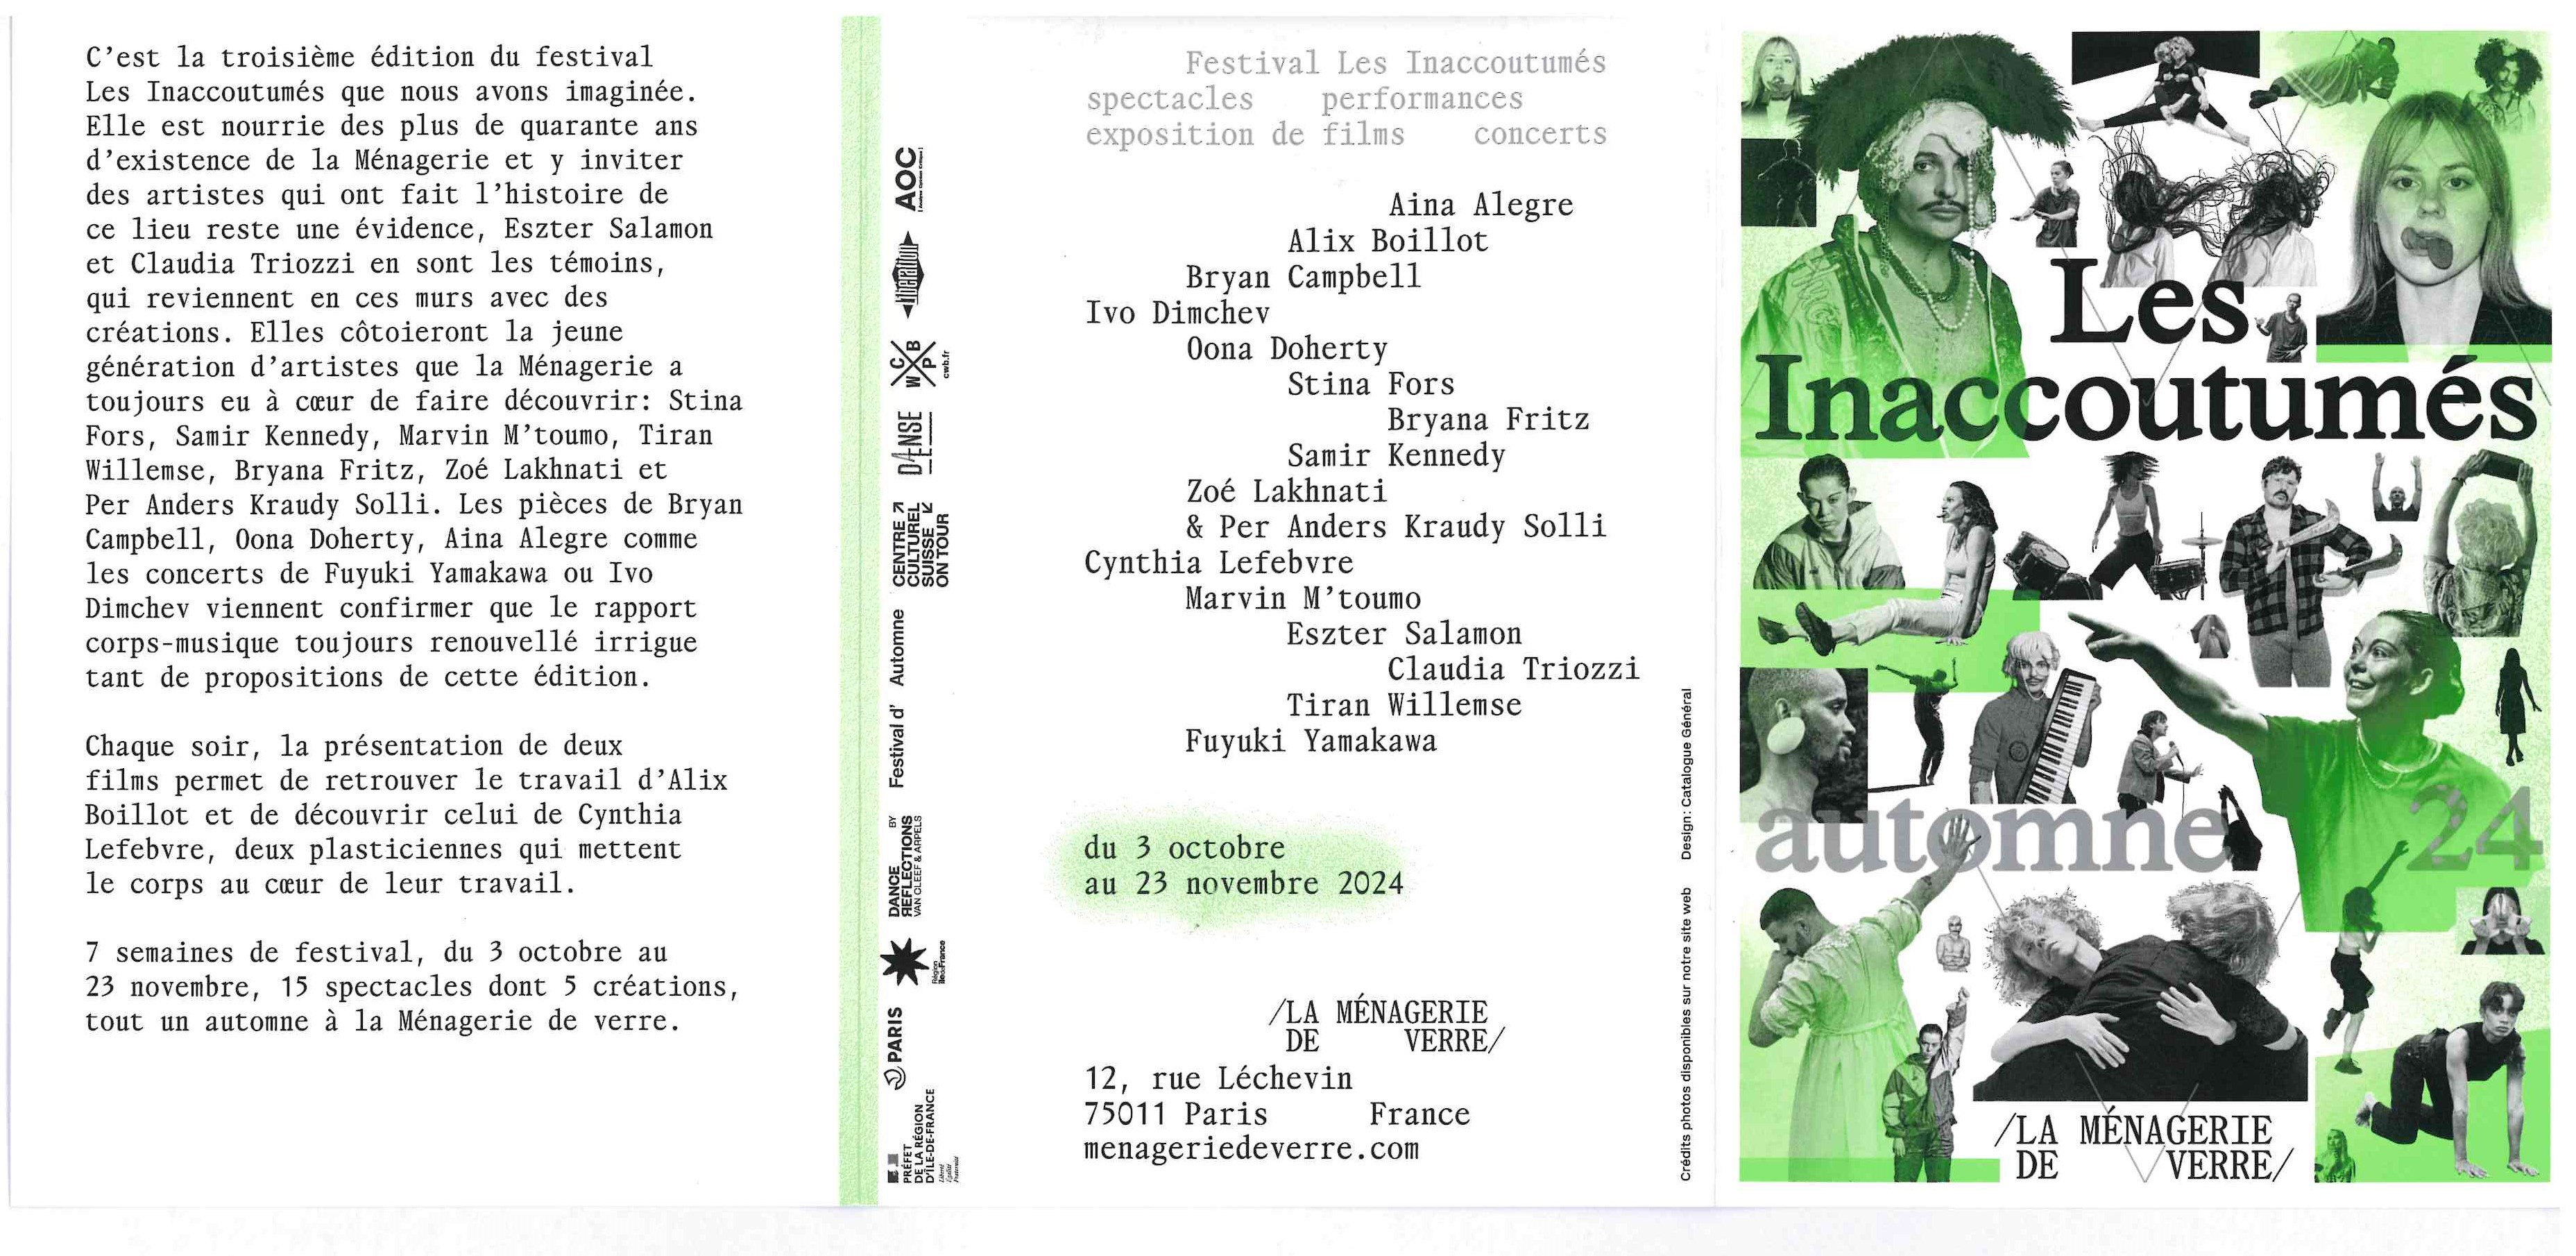 C'est la troisième édition du festival
Les Inaccoutumés que nous avons imaginée.
Elle est nourrie des plus de quarante ans
d'existence de la Ménagerie et y inviter
des artistes qui ont fait l'histoire de
ce lieu reste une évidence, Eszter Salamon
et Claudia Triozzi en sont les témoins,
qui reviennent en ces murs avec des
créations. Elles côtoieront la jeune
génération d'artistes que la Ménagerie a
toujours eu à cœur de faire découvrir: Stina
Fors, Samir Kennedy, Marvin M'toumo, Tiran
Willemse, Bryana Fritz, Zoé Lakhnati et
Per Anders Kraudy Solli. Les pièces de Bryan
Campbell, Oona Doherty, Aina Alegre comme
les concerts de Fuyuki Yamakawa ou Ivo
Dimchev viennent confirmer que le rapport
corps-musique toujours renouvellé irrigue
tant de propositions de cette édition.
Chaque soir, la présentation de deux
films permet de retrouver le travail d'Alix
Boillot et de découvrir celui de Cynthia
Lefebvre, deux plasticiennes qui mettent
le corps au cœur de leur travail.
7 semaines de festival, du 3 octobre au
23 novembre, 15 spectacles dont 5 créations,
tout un automne à la Ménagerie de verre.
PRÉFET
DE LA RÉGION
D'ÎLE-DE-FRANCE
Liberté
Égalité
Fraternité
PARIS
Région
îledeFrance
DANCE BY
REFLECTIONS
VAN CLEEF & ARPELS
Festival d' Automne
CENTRE
CULTUREL
SUISSE
ON TOUR
DÆNSE
W C
P B
cwb.fr
Libération
AOC
Festival Les Inaccoutumés
spectacles performances
exposition de films concerts
Aina Alegre
Alix Boillot
Bryan Campbell
Ivo Dimchev
Oona Doherty
Stina Fors
Bryana Fritz
Samir Kennedy
Zoé Lakhnati
& Per Anders Kraudy Solli
Cynthia Lefebvre
Marvin M'toumo
Eszter Salamon
Claudia Triozzi
Tiran Willemse
Fuyuki Yamakawa
du 3 octobre
au 23 novembre 2024
/LA MÉNAGERIE
DE VERRE/
12, rue Léchevin
75011 Paris France
menageriedeverre.com
Crédits photos disponibles sur notre site web Design: Catalogue Général
Les
Inaccoutumés
automne 24
/LA MÉNAGERIE
DE VERRE/